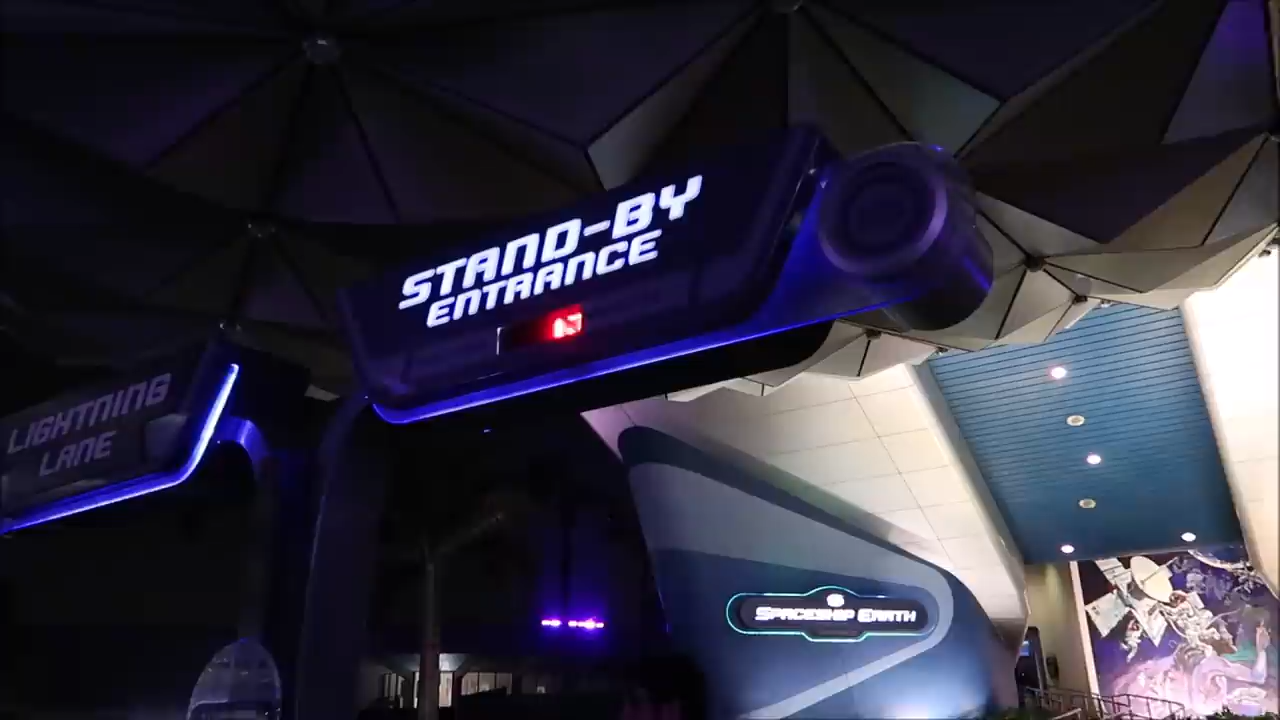 STAND-BY
ENTRANCE
LIGHTNING
LANE
SPACESHIP EARTH